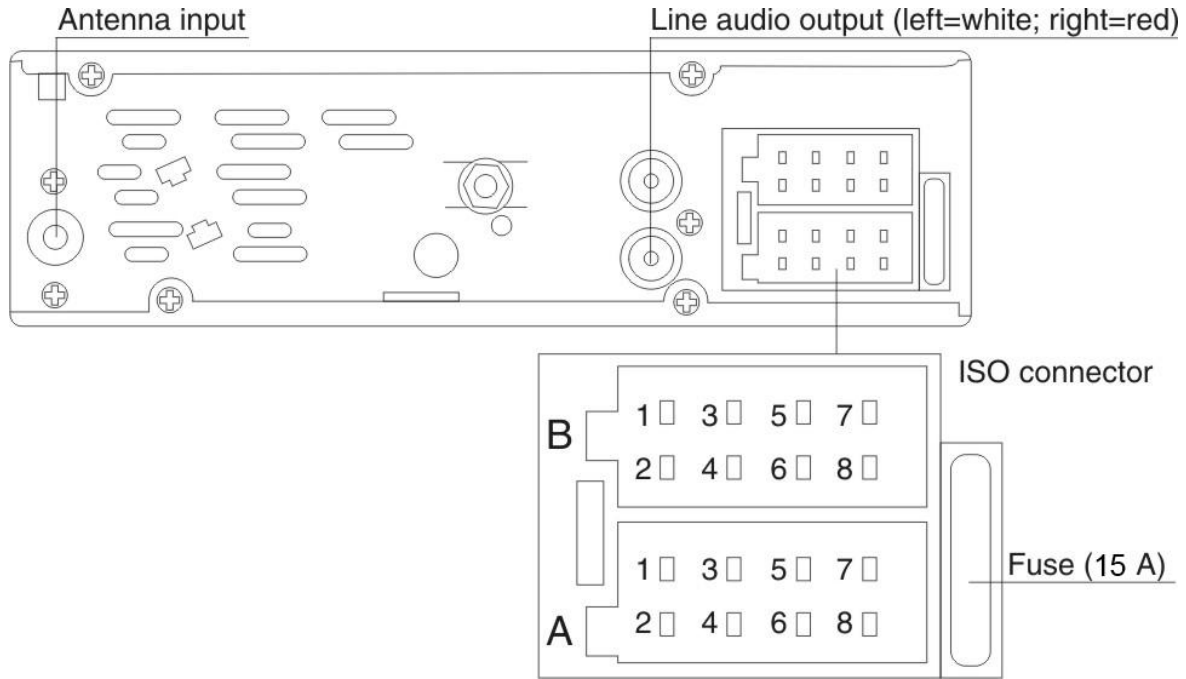 Antenna input
Line audio output (left=white; right=red)
ISO connector
B
1 3 5 7
2 4 6 8
Fuse (15 A)
A
1 3 5 7
2 4 6 8